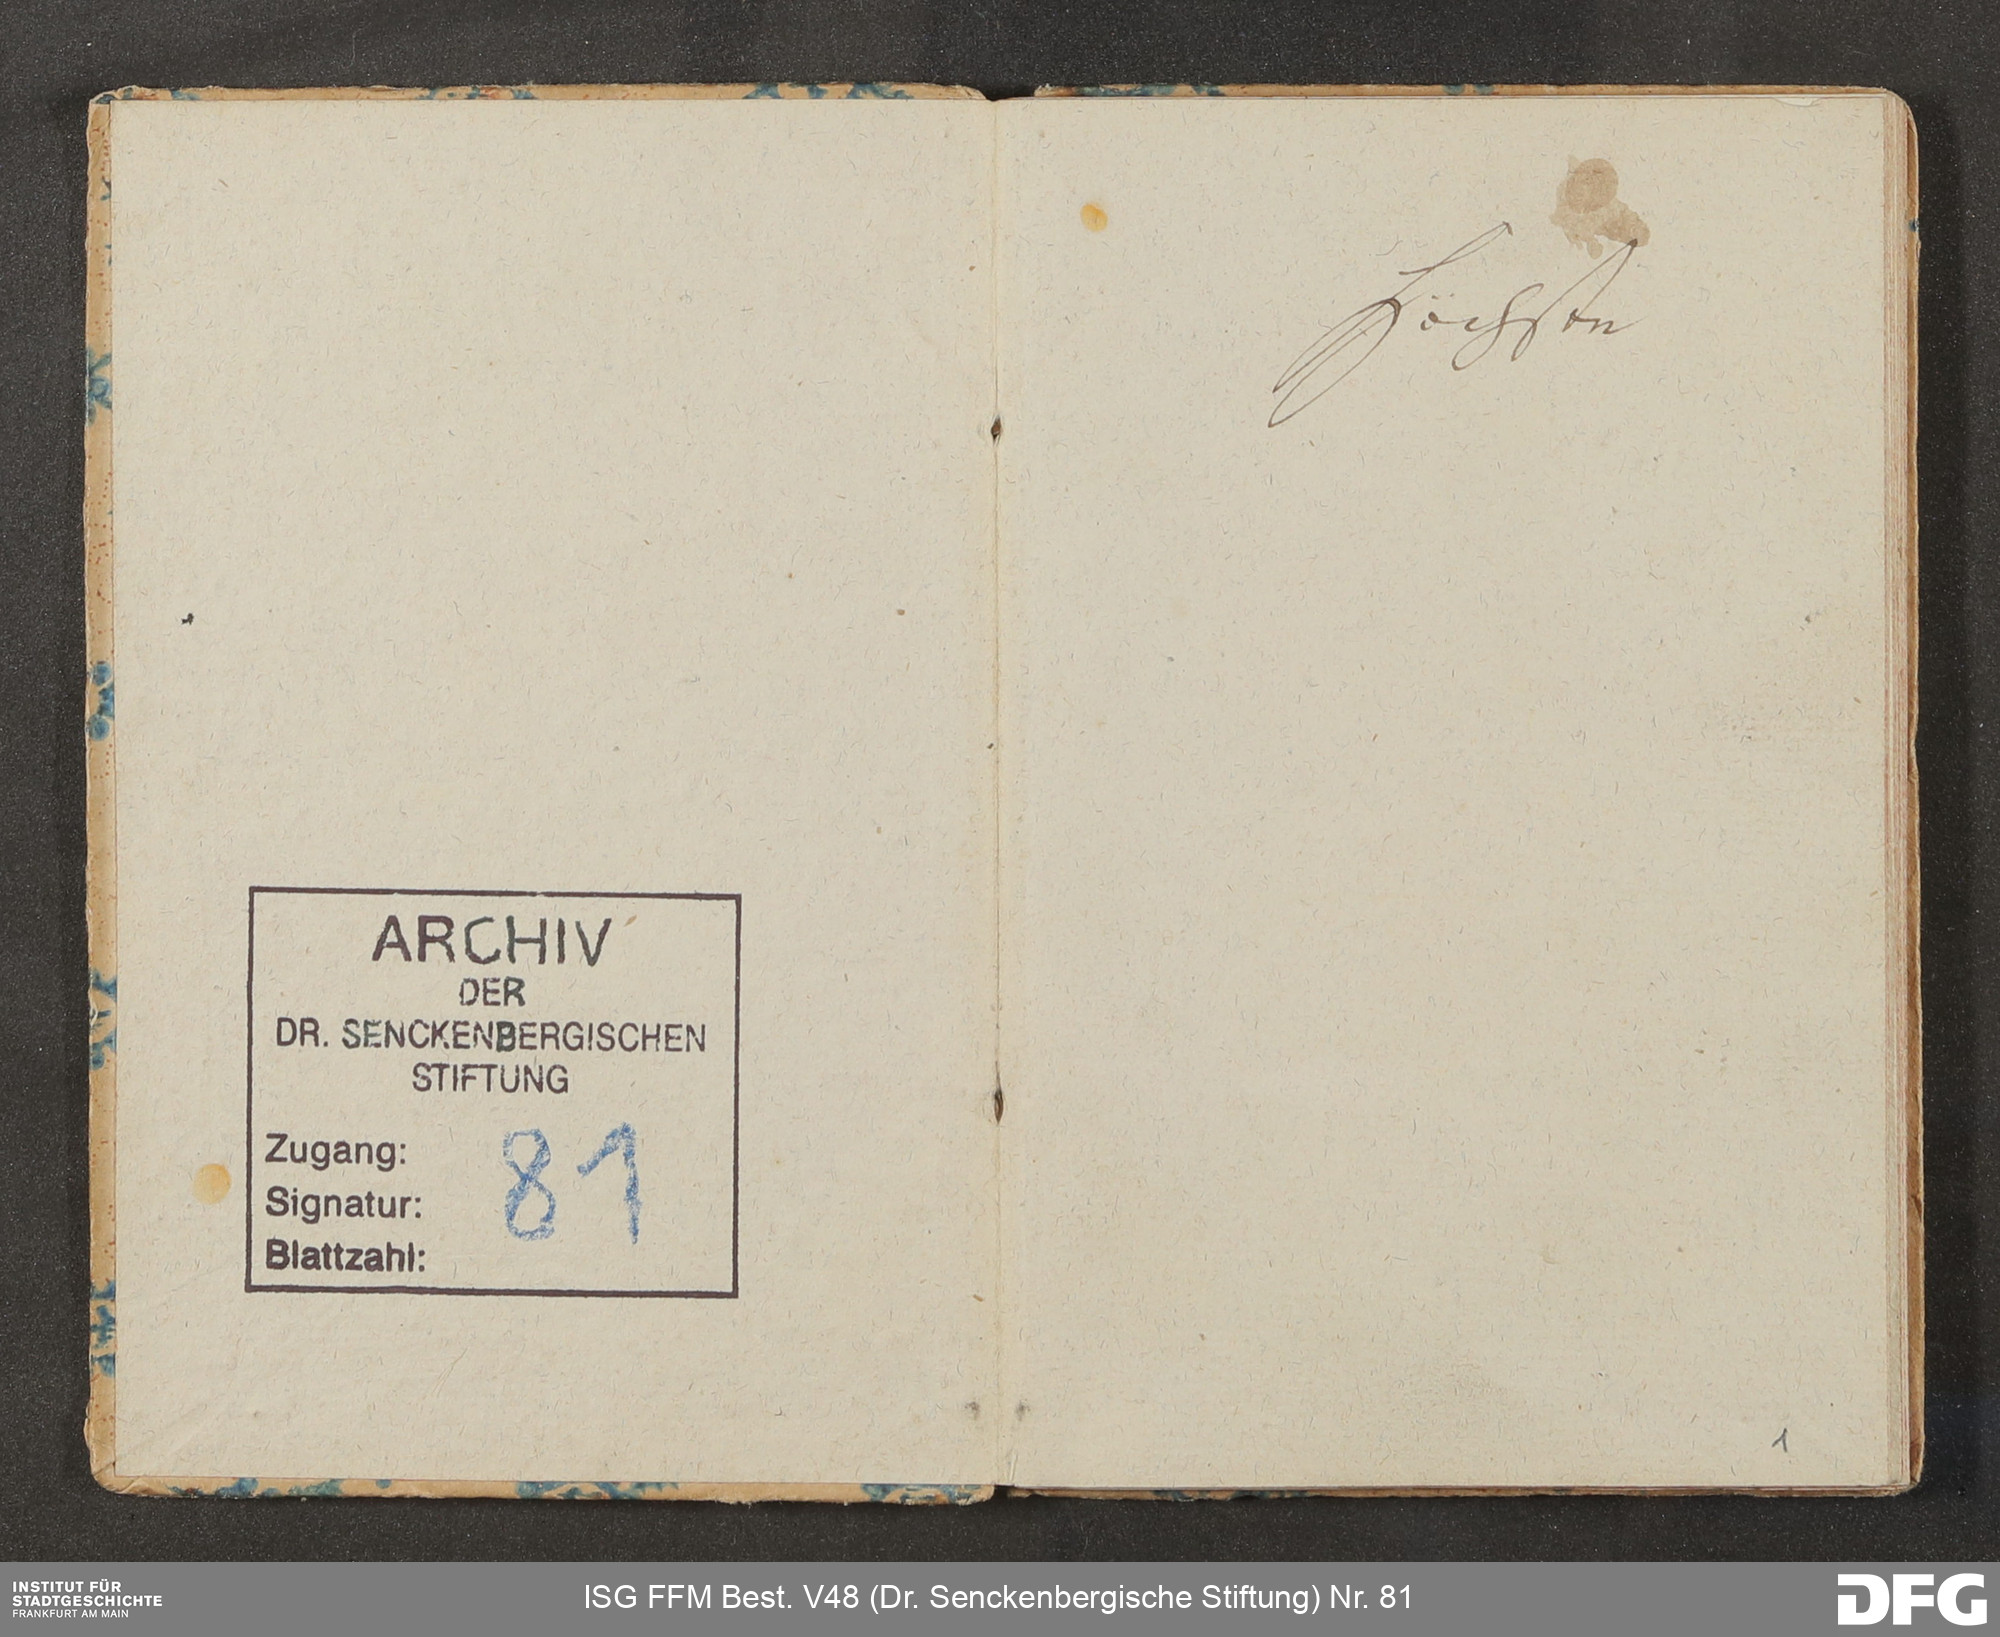 ARCHIV
DER
DR. SENCKENBERGISCHEN
STIFTUNG
Zugang:
Signatur:
Blattzahl:
81
Höchsten
1
INSTITUT FÜR
STADTGESCHICHTE
FRANKFURT AM MAIN
ISG FFM Best. V48 (Dr. Senckenbergische Stiftung) Nr. 81
DFG